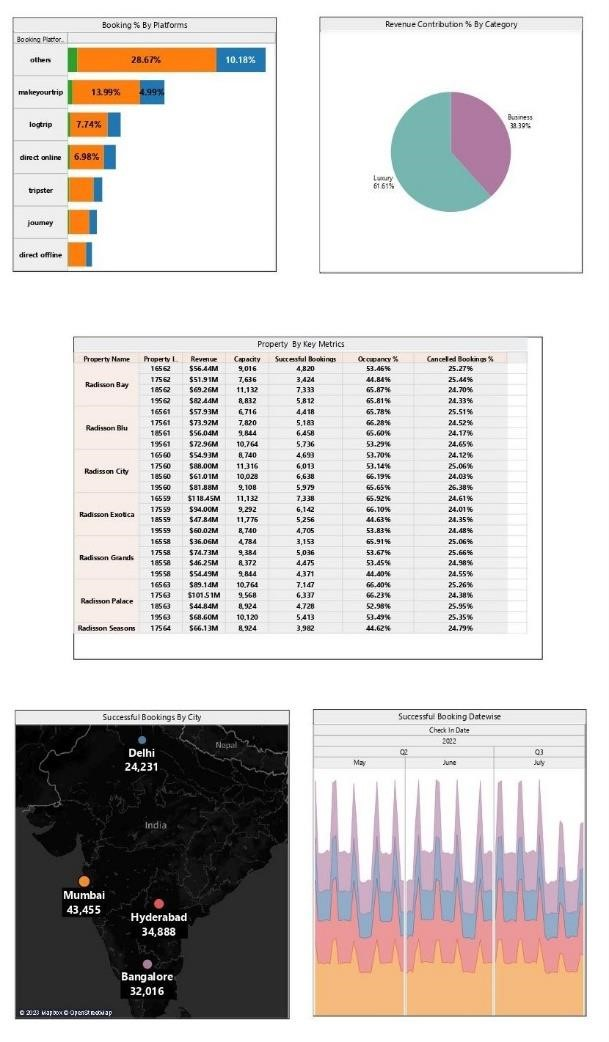 Booking % By Platforms
Booking Platfor..
others 28.67% 10.18%
makeyourtrip 13.99% 4.99%
logtrip 7.74%
direct online 6.98%
tripster
journey
direct offline
Revenue Contribution % By Category
Business
38.39%
Luxury
61.61%
Property By Key Metrics
Property Name Property I.. Revenue Capacity Successful Bookings Occupancy % Cancelled Bookings %
Radisson Bay
16562 $56.44M 9,016 4,820 53.46% 25.27%
17562 $51.91M 7,636 3,424 44.84% 25.44%
18562 $69.26M 11,132 7,333 65.87% 24.70%
19562 $82.44M 8,832 5,812 65.81% 24.33%
Radisson Blu
16561 $57.93M 6,716 4,418 65.78% 25.51%
17561 $73.92M 7,820 5,183 66.28% 24.52%
18561 $56.04M 9,844 6,458 65.60% 24.17%
19561 $72.96M 10,764 5,736 53.29% 24.65%
Radisson City
16560 $54.93M 8,740 4,693 53.70% 24.12%
17560 $88.00M 11,316 6,013 53.14% 25.06%
18560 $61.01M 10,028 6,638 66.19% 24.03%
19560 $81.88M 9,108 5,979 65.65% 26.38%
Radisson Exotica
16559 $118.45M 11,132 7,338 65.92% 24.61%
17559 $94.00M 9,292 6,142 66.10% 24.01%
18559 $47.84M 11,776 5,256 44.63% 24.35%
19559 $60.02M 8,740 4,705 53.83% 24.48%
Radisson Grands
16558 $36.06M 4,784 3,153 65.91% 25.06%
17558 $74.73M 9,384 5,036 53.67% 25.66%
18558 $46.25M 8,372 4,475 53.45% 24.98%
19558 $54.49M 9,844 4,371 44.40% 24.55%
Radisson Palace
16563 $89.14M 10,764 7,147 66.40% 25.26%
17563 $101.51M 9,568 6,337 66.23% 24.38%
18563 $44.84M 8,924 4,728 52.98% 25.95%
19563 $68.60M 10,120 5,413 53.49% 25.35%
Radisson Seasons 17564 $66.13M 8,924 3,982 44.62% 24.79%
Successful Bookings By City
Nepal
Delhi
24,231
India
Mumbai
43,455
Hyderabad
34,888
Bangalore
32,016
© 2023 Mapbox © OpenStreetMap
Successful Booking Datewise
Check In Date
2022
Q2 Q3
May June July